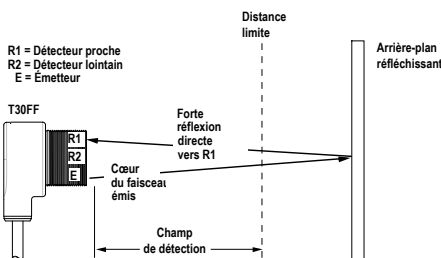 Distance
limite
R1 = Détecteur proche
R2 = Détecteur lointain
E = Émetteur
Arrière-plan
réfléchissant
T30FF
Forte
réflexion
directe
vers R1
R1
R2
E
Cœur
du faisceau
émis
Champ
de détection